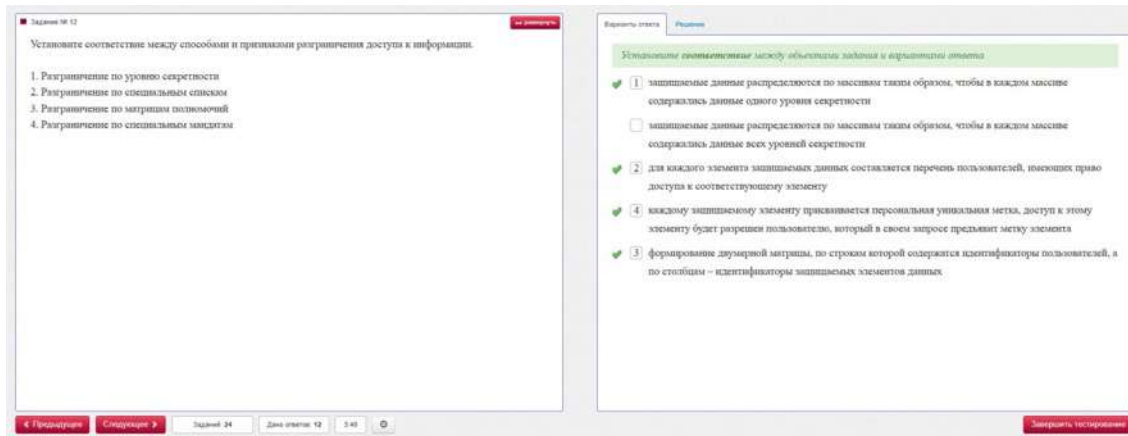 Задание № 12
развернуть
Установите соответствие между способами и признаками разграничения доступа к информации.
1. Разграничение по уровню секретности
2. Разграничение по специальным спискам
3. Разграничение по матрицам полномочий
4. Разграничение по специальным мандатам
Предыдущее
Следующее
Заданий 24
Дано ответов 12
Варианты ответа
Решение
Установите соответствие между объектами задания и вариантами ответа
1 защищаемые данные распределяются по массивам таким образом, чтобы в каждом массиве
содержались данные одного уровня секретности
защищаемые данные распределяются по массивам таким образом, чтобы в каждом массиве
содержались данные всех уровней секретности
2 для каждого элемента защищаемых данных составляется перечень пользователей, имеющих право
доступа к соответствующему элементу
4 каждому защищаемому элементу присваивается персональная уникальная метка, доступ к этому
элементу будет разрешен пользователю, который в своем запросе предъявит метку элемента
3 формирование двумерной матрицы, по строкам которой содержатся идентификаторы пользователей, а
по столбцам – идентификаторы защищаемых элементов данных
Завершить тестирование